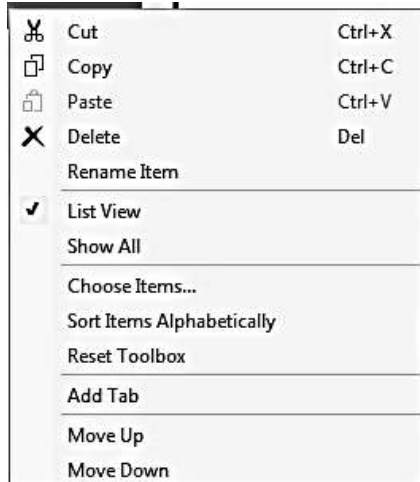 Cut Ctrl+X
Copy Ctrl+C
Paste Ctrl+V
Delete Del
Rename Item
List View
Show All
Choose Items...
Sort Items Alphabetically
Reset Toolbox
Add Tab
Move Up
Move Down